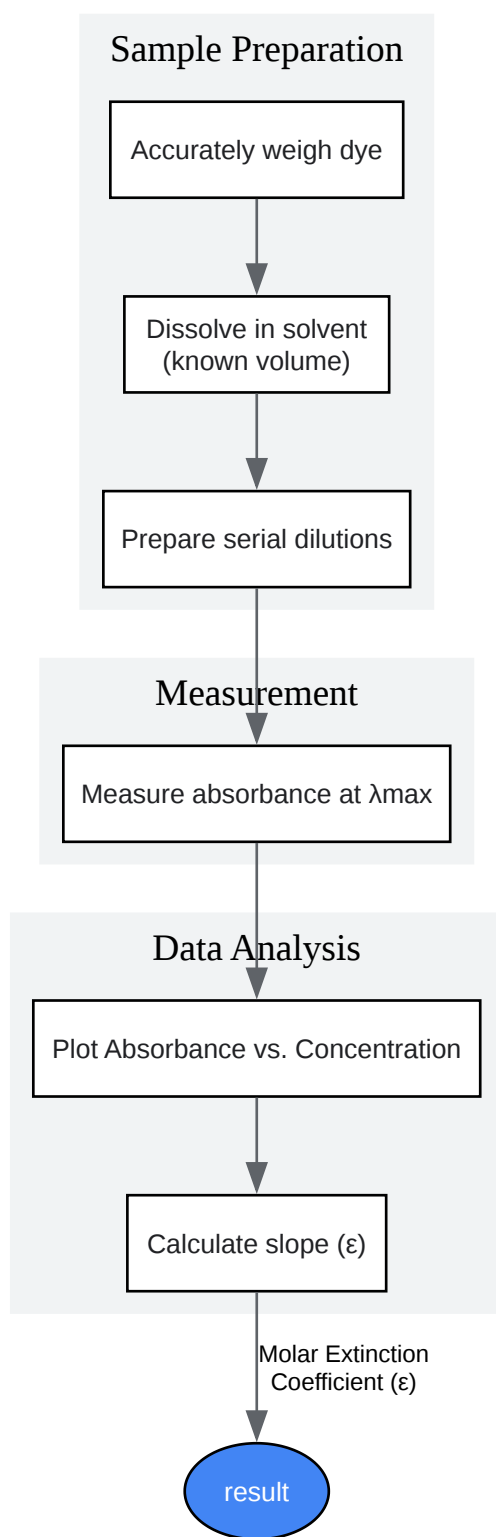 Sample Preparation
Accurately weigh dye
Dissolve in solvent
(known volume)
Prepare serial dilutions
Measurement
Measure absorbance at λmax
Data Analysis
Plot Absorbance vs. Concentration
Calculate slope (ε)
Molar Extinction
Coefficient (ε)
result